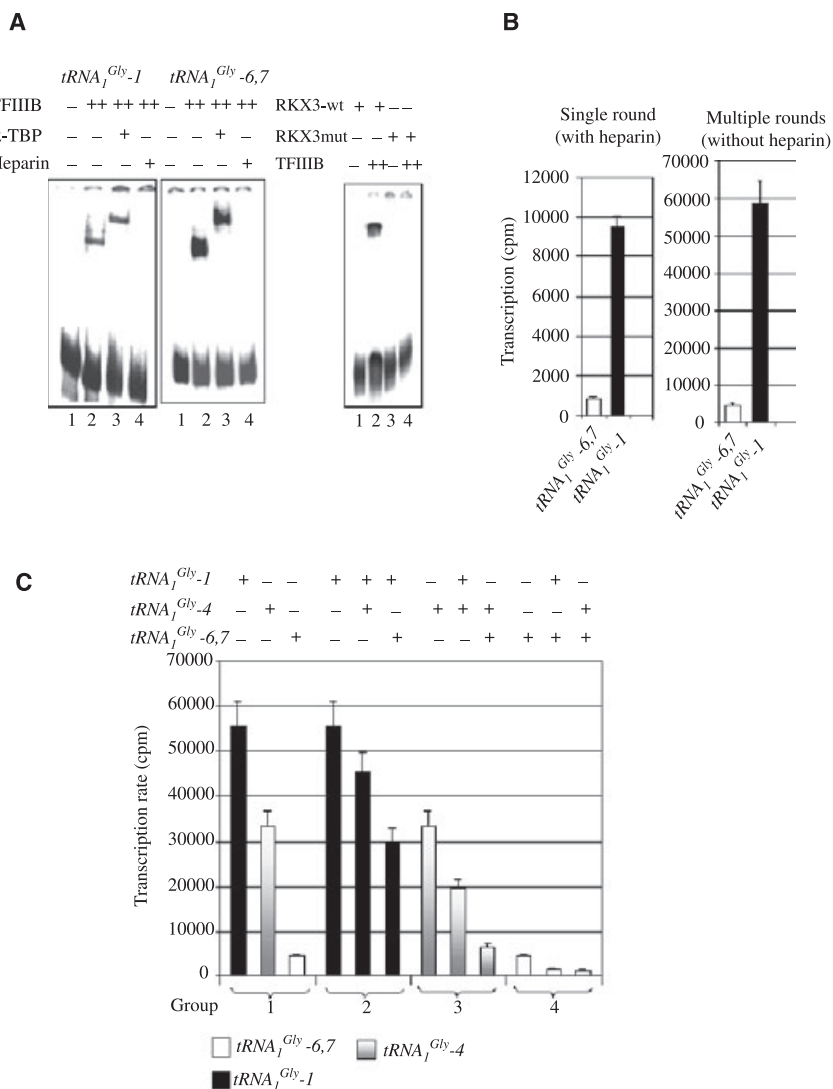 A
tRNA1Gly-1 tRNA1Gly-6,7
TFIIIB – ++ ++ ++ – ++ ++ ++
α-TBP – – + – – – + –
Heparin – – – + – – – +
1 2 3 4 1 2 3 4
RKX3-wt + + – –
RKX3mut – – + +
TFIIIB – ++ – ++
1 2 3 4
B
Single round
(with heparin)
Transcription (cpm)
12000
10000
8000
6000
4000
2000
0
tRNA1Gly-6,7
tRNA1Gly-1
Multiple rounds
(without heparin)
70000
60000
50000
40000
30000
20000
10000
0
tRNA1Gly-6,7
tRNA1Gly-1
C
tRNA1Gly-1 + – – + + + – + – – + –
tRNA1Gly-4 – + – – + – + + + – – +
tRNA1Gly-6,7 – – + – – + – – + + + +
Transcription rate (cpm)
70000
60000
50000
40000
30000
20000
10000
0
Group 1 2 3 4
tRNA1Gly-6,7 tRNA1Gly-4
tRNA1Gly-1